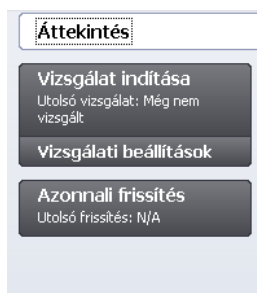 Áttekintés
Vizsgálat indítása
Utolsó vizsgálat: Még nem
vizsgált
Vizsgálati beállítások
Azonnali frissítés
Utolsó frissítés: N/A